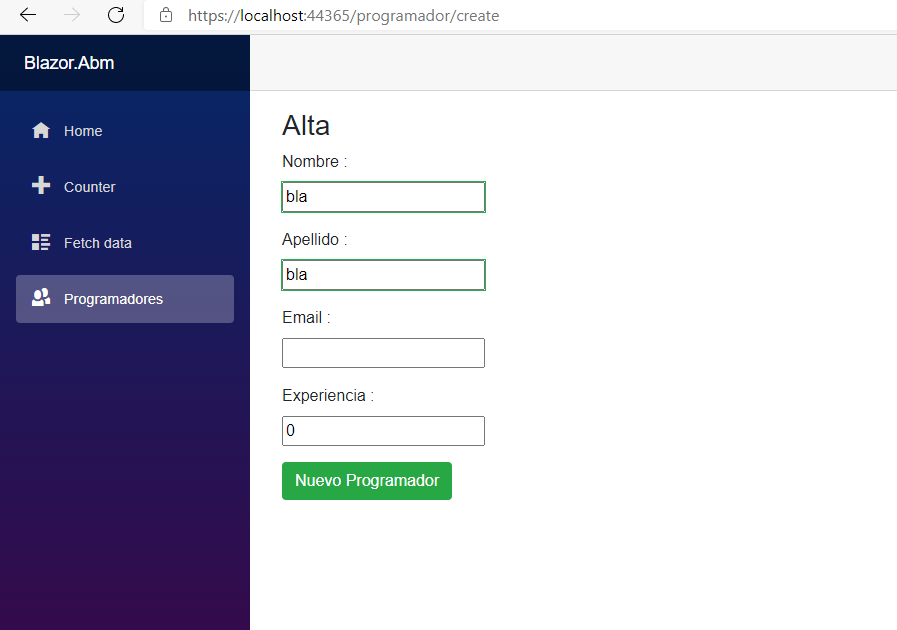 https://localhost:44365/programador/create
Blazor.Abm
Home
Counter
Fetch data
Programadores
Alta
Nombre :
bla
Apellido :
bla
Email :
Experiencia :
0
Nuevo Programador